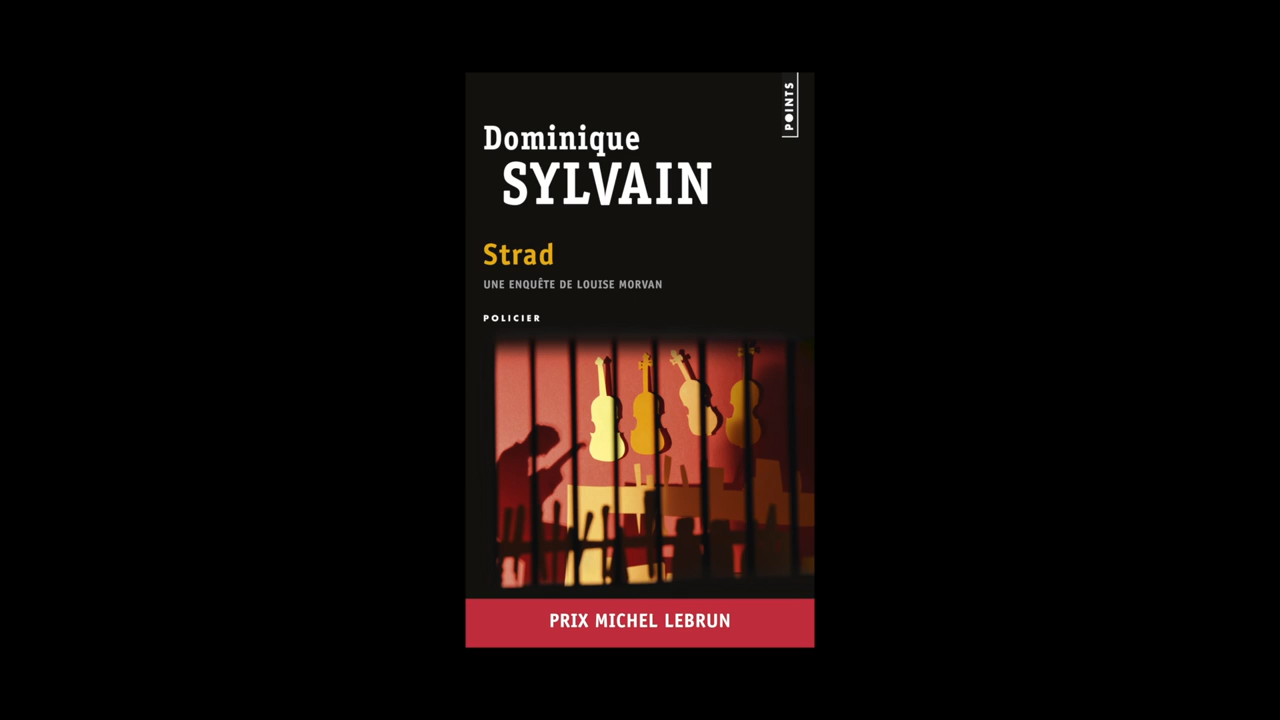 POINTS
Dominique
SYLVAIN
Strad
UNE ENQUÊTE DE LOUISE MORVAN
POLICIER
PRIX MICHEL LEBRUN